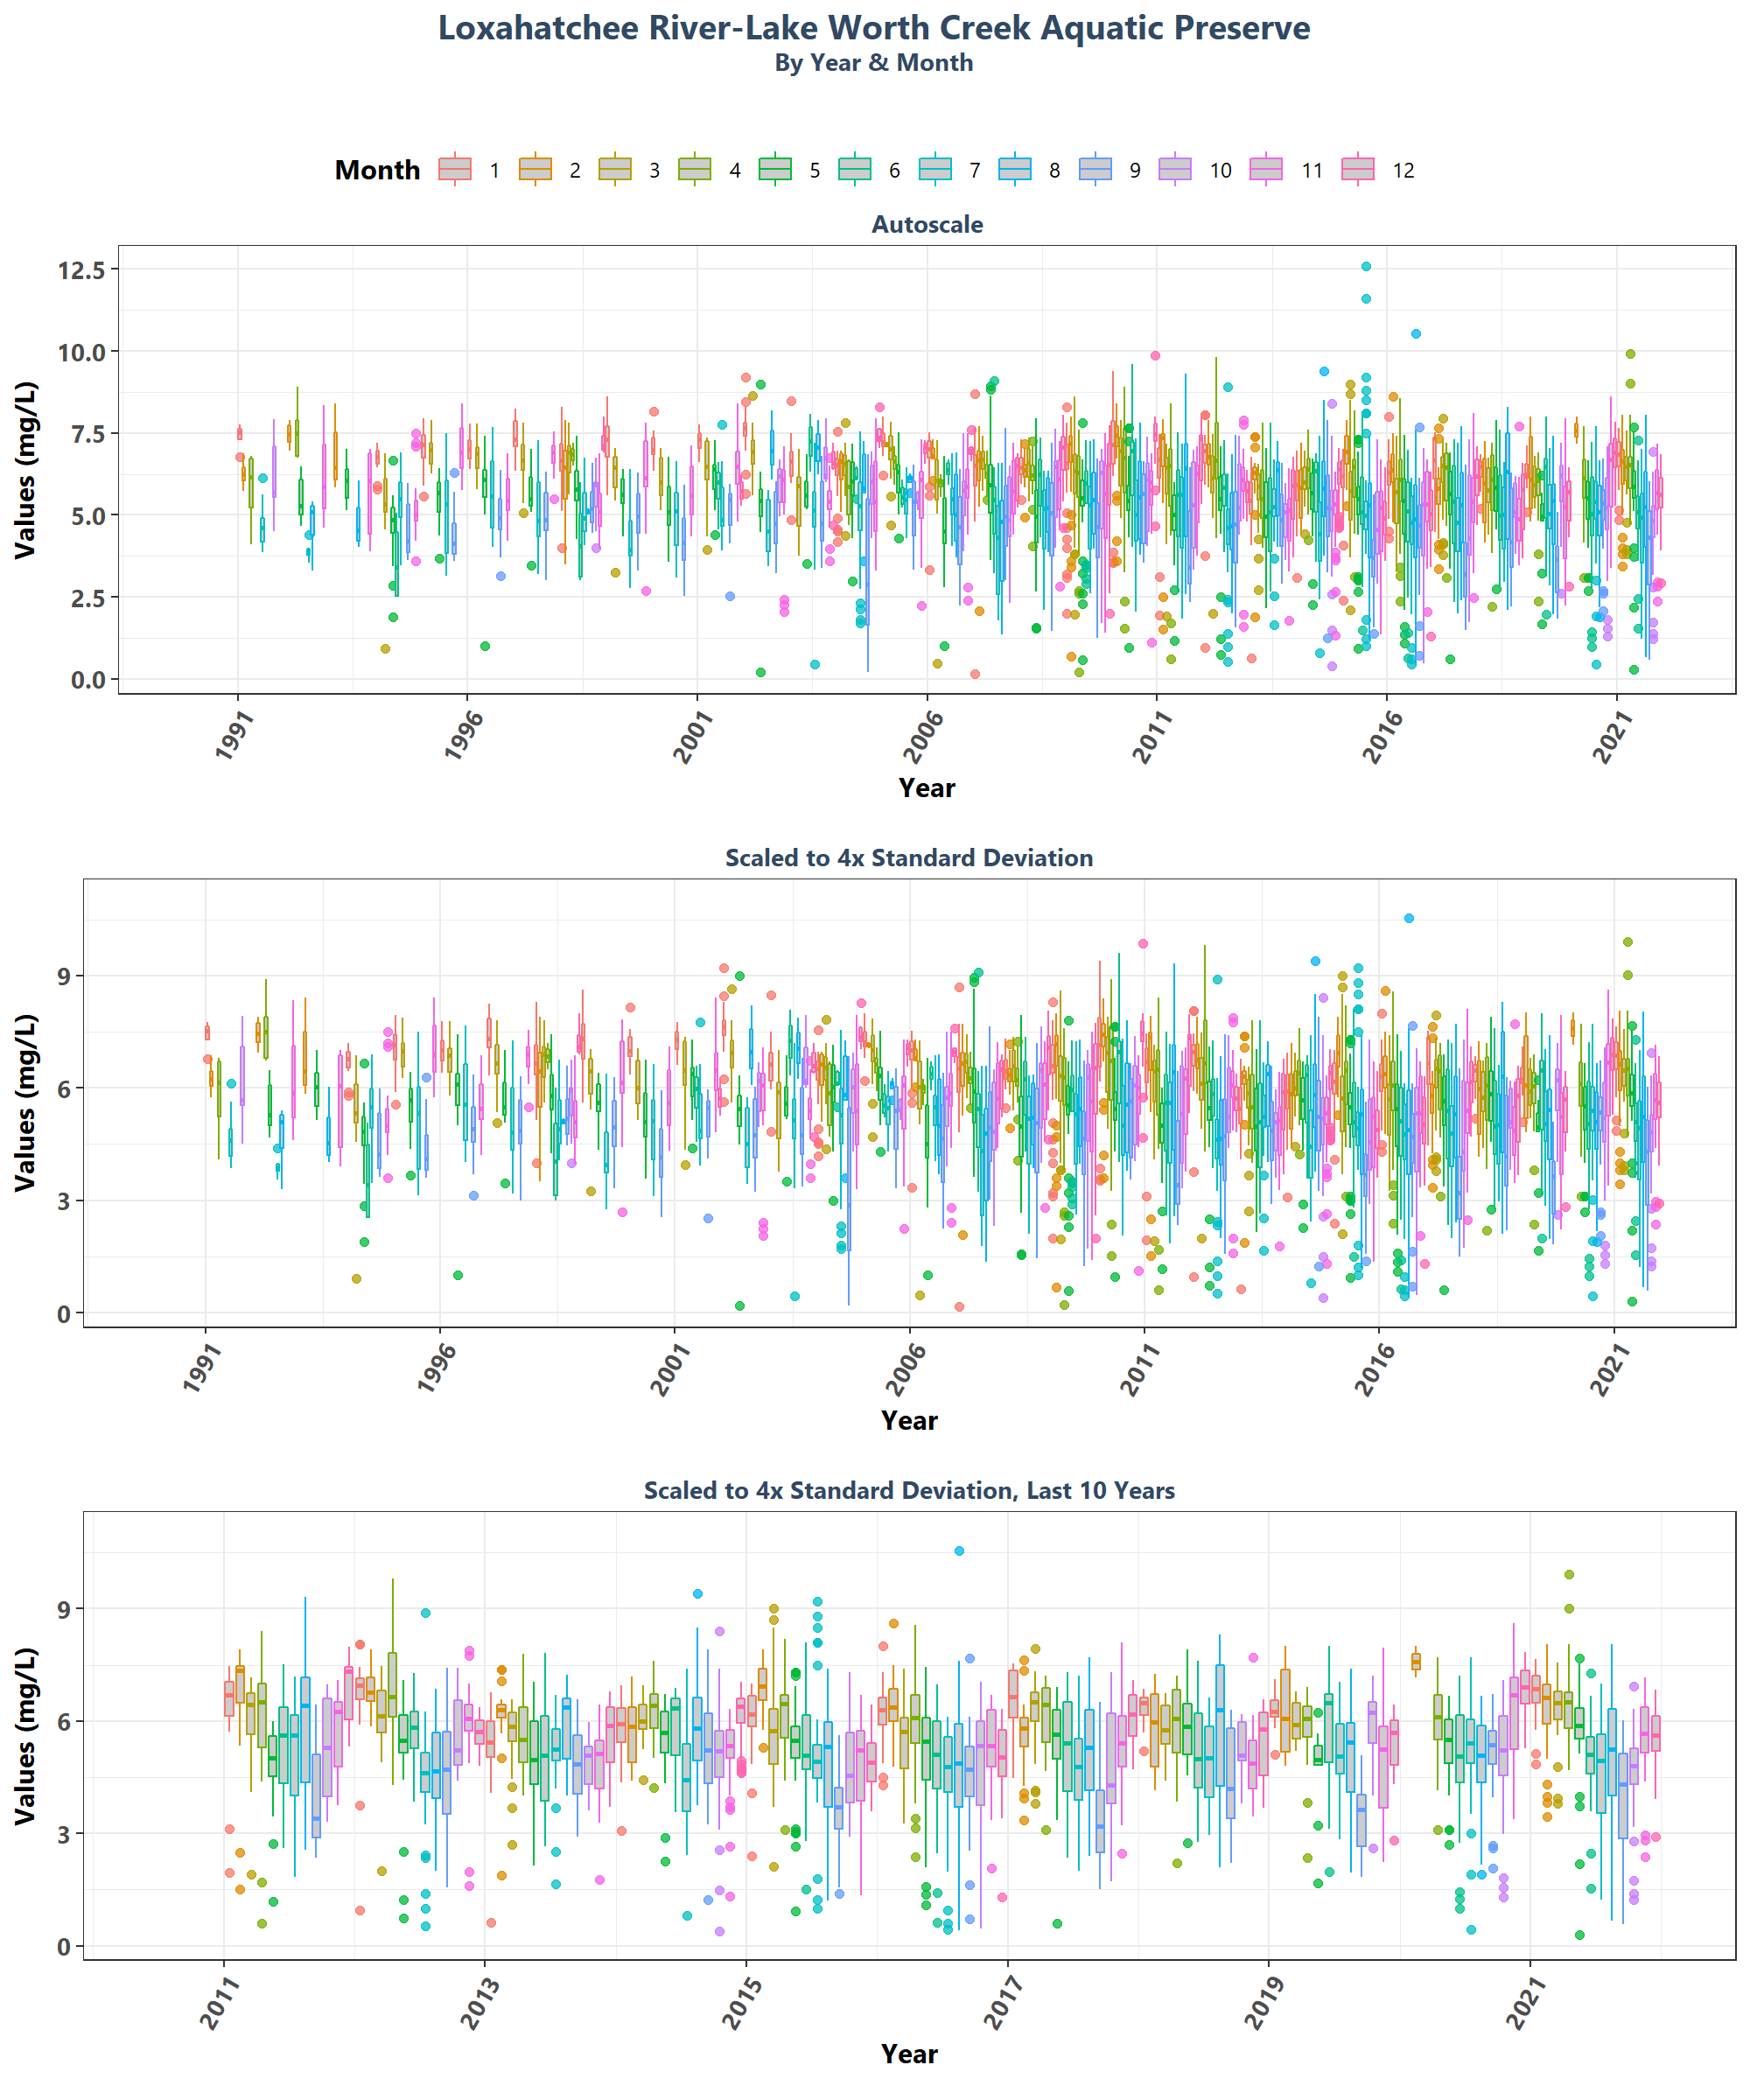 Loxahatchee River-Lake Worth Creek Aquatic Preserve
By Year & Month
Month 1 2 3 4 5 6 7 8 9 10 11 12
Autoscale
Values (mg/L)
12.5
10.0
7.5
5.0
2.5
0.0
1991 1996 2001 2006 2011 2016 2021
Year
Scaled to 4x Standard Deviation
Values (mg/L)
9
6
3
0
1991 1996 2001 2006 2011 2016 2021
Year
Scaled to 4x Standard Deviation, Last 10 Years
Values (mg/L)
9
6
3
0
2011 2013 2015 2017 2019 2021
Year